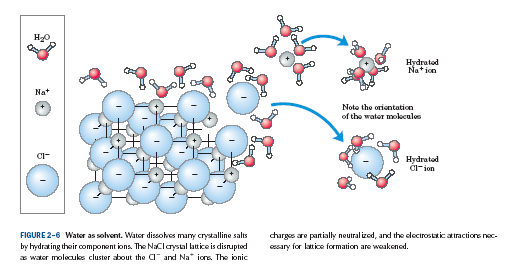 H₂O
Na⁺
+
Cl⁻
−
Hydrated
Na⁺ ion
Note the orientation
of the water molecules
Hydrated
Cl⁻ ion
FIGURE 2–6 Water as solvent. Water dissolves many crystalline salts
by hydrating their component ions. The NaCl crystal lattice is disrupted
as water molecules cluster about the Cl⁻ and Na⁺ ions. The ionic
charges are partially neutralized, and the electrostatic attractions nec-
essary for lattice formation are weakened.